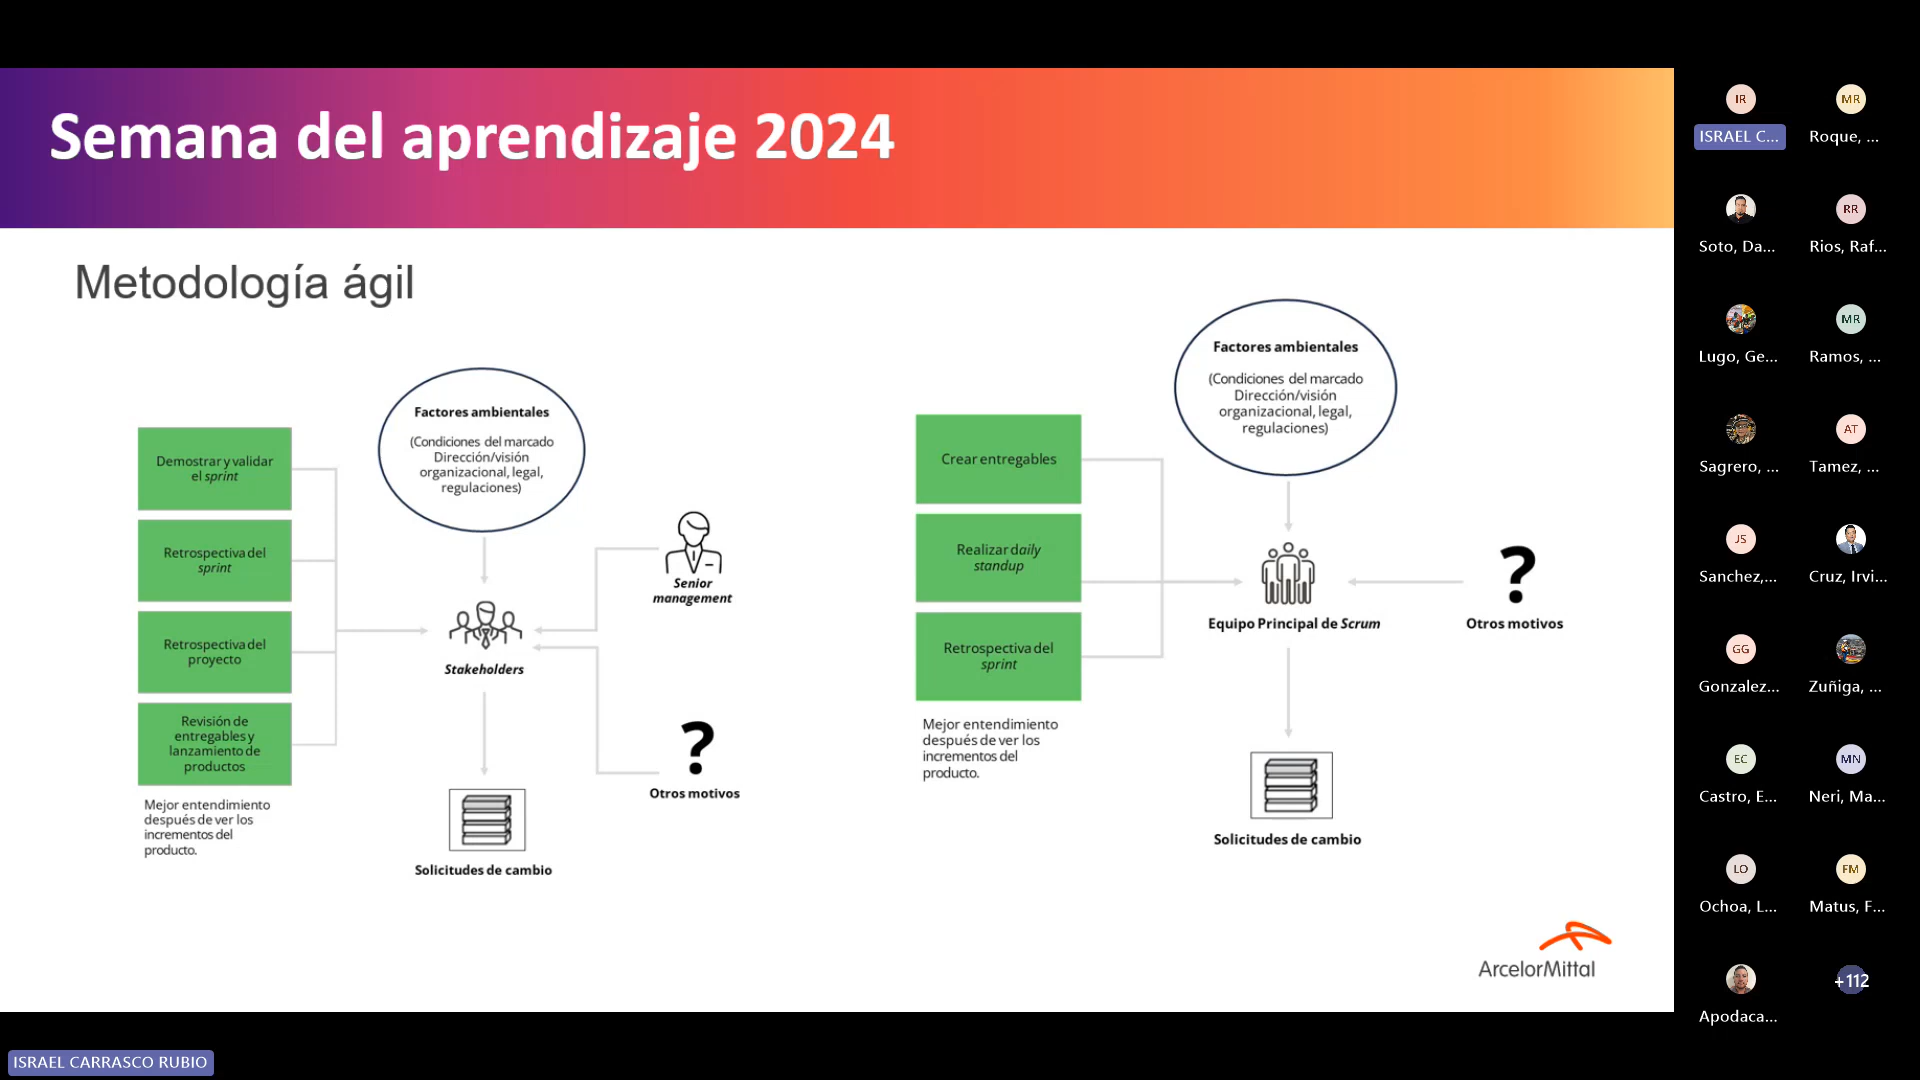 Semana del aprendizaje 2024
Metodología ágil
Demostrar y validar
el sprint
Retrospectiva del
sprint
Retrospectiva del
proyecto
Revisión de
entregables y
lanzamiento de
productos
Mejor entendimiento
después de ver los
incrementos del
producto.
Factores ambientales
(Condiciones del marcado
Dirección/visión
organizacional, legal,
regulaciones)
Stakeholders
Solicitudes de cambio
Senior
management
?
Otros motivos
Crear entregables
Realizar daily
standup
Retrospectiva del
sprint
Mejor entendimiento
después de ver los
incrementos del
producto.
Factores ambientales
(Condiciones del marcado
Dirección/visión
organizacional, legal,
regulaciones)
Equipo Principal de Scrum
Solicitudes de cambio
?
Otros motivos
ArcelorMittal
IR
ISRAEL C...
MR
Roque, ...
Soto, Da...
RR
Rios, Raf...
Lugo, Ge...
MR
Ramos, ...
Sagrero, ...
AT
Tamez, ...
JS
Sanchez,...
Cruz, Irvi...
GG
Gonzalez...
Zuñiga, ...
EC
Castro, E...
MN
Neri, Ma...
LO
Ochoa, L...
FM
Matus, F...
Apodaca...
+112
ISRAEL CARRASCO RUBIO